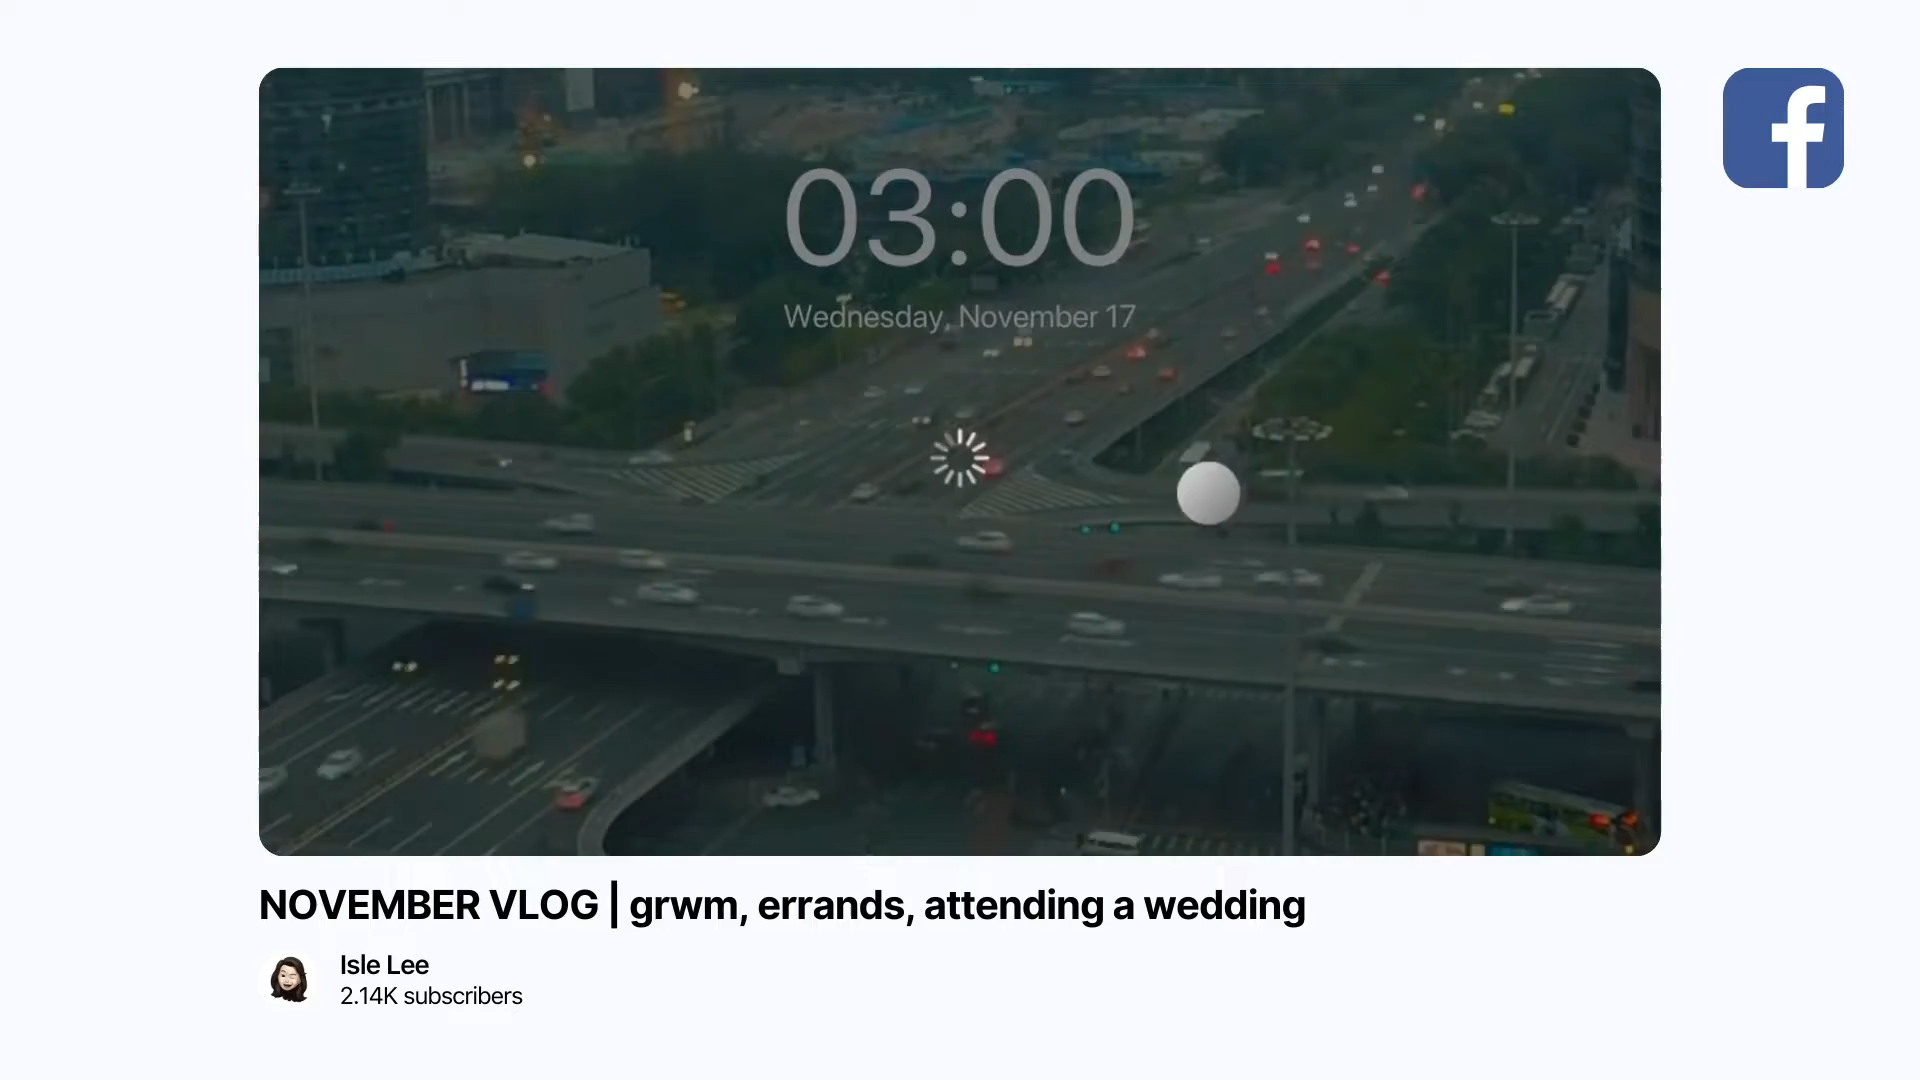 03:00
Wednesday, November 17
NOVEMBER VLOG | grwm, errands, attending a wedding
Isle Lee
2.14K subscribers